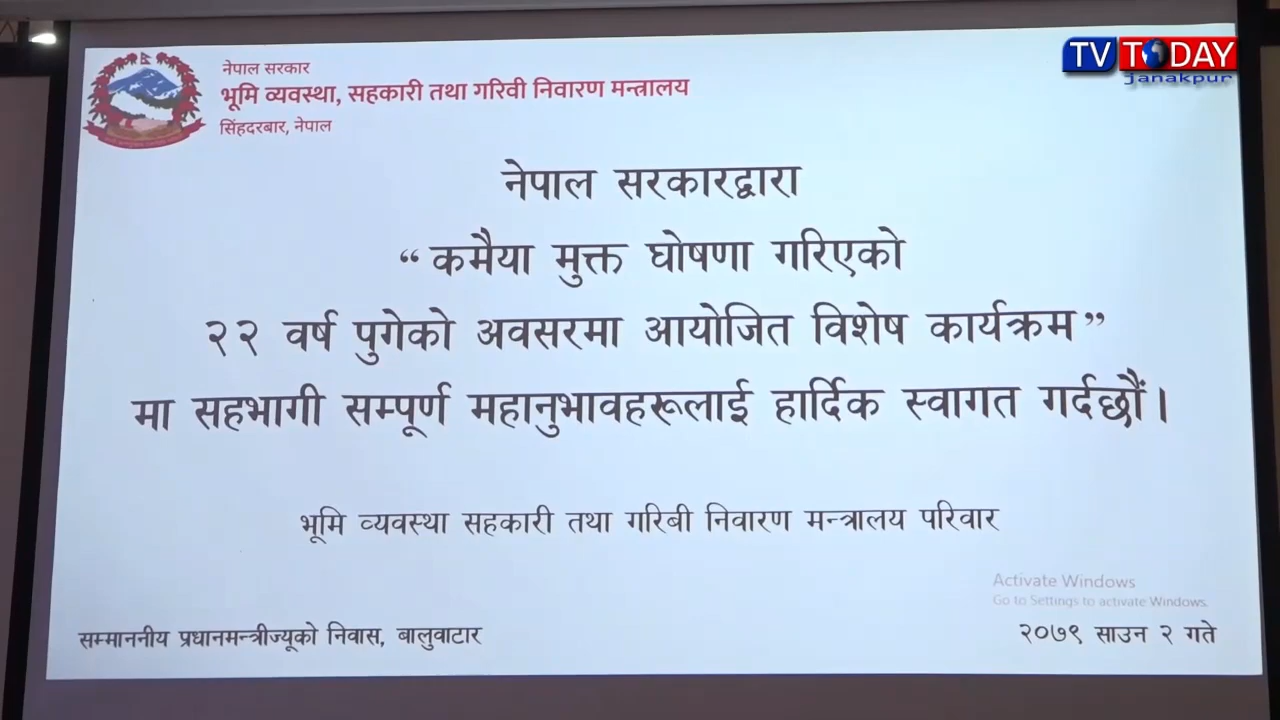 TV TODAY
janakpur
नेपाल सरकार
भूमि व्यवस्था, सहकारी तथा गरिवी निवारण मन्त्रालय
सिंहदरबार, नेपाल
नेपाल सरकारद्वारा
“ कमैया मुक्त घोषणा गरिएको
२२ वर्ष पुगेको अवसरमा आयोजित विशेष कार्यक्रम”
मा सहभागी सम्पूर्ण महानुभावहरूलाई हार्दिक स्वागत गर्दछौं।
भूमि व्यवस्था सहकारी तथा गरिबी निवारण मन्त्रालय परिवार
Activate Windows
Go to Settings to activate Windows.
सम्माननीय प्रधानमन्त्रीज्यूको निवास, बालुवाटार
२०७९ साउन २ गते